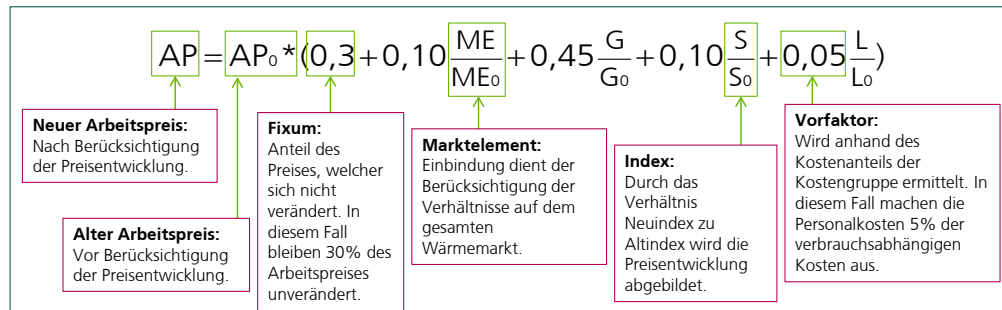 AP = AP₀*(0,3+0,10 ME/ME₀ +0,45 G/G₀ +0,10 S/S₀ +0,05 L/L₀)
Neuer Arbeitspreis:
Nach Berücksichtigung
der Preisentwicklung.
Alter Arbeitspreis:
Vor Berücksichtigung
der Preisentwicklung.
Fixum:
Anteil des
Preises, welcher
sich nicht
verändert. In
diesem Fall
bleiben 30% des
Arbeitspreises
unverändert.
Marktelement:
Einbindung dient der
Berücksichtigung der
Verhältnisse auf dem
gesamten
Wärmemarkt.
Index:
Durch das
Verhältnis
Neuindex zu
Altindex wird die
Preisentwicklung
abgebildet.
Vorfaktor:
Wird anhand des
Kostenanteils der
Kostengruppe ermittelt. In
diesem Fall machen die
Personalkosten 5% der
verbrauchsabhängigen
Kosten aus.